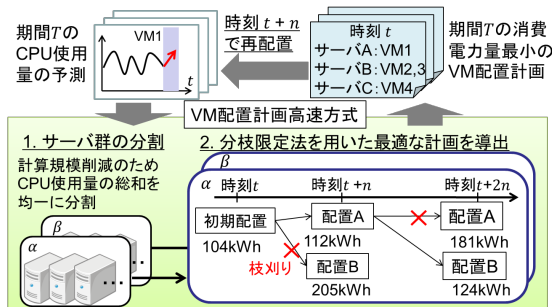 期間Tの
CPU使用
量の予測
VM1
t
時刻 t + n
で再配置
時刻 t
サーバA:VM1
サーバB:VM2,3
サーバC:VM4
期間Tの消費
電力量最小の
VM配置計画
VM配置計画高速方式
1. サーバ群の分割
計算規模削減のため
CPU使用量の総和を
均一に分割
β
α
...
...
2. 分枝限定法を用いた最適な計画を導出
β
α
時刻t
時刻t +n
時刻t+2n
初期配置
104kWh
配置A
112kWh
配置A
181kWh
枝刈り
配置B
205kWh
配置B
124kWh